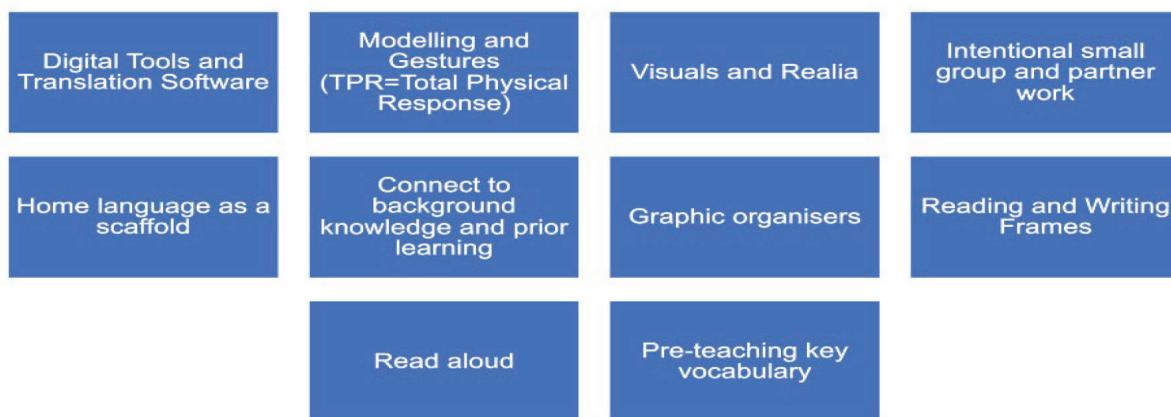 Digital Tools and
Translation Software
Modelling and
Gestures
(TPR=Total Physical
Response)
Visuals and Realia
Intentional small
group and partner
work
Home language as a
scaffold
Connect to
background
knowledge and prior
learning
Graphic organisers
Reading and Writing
Frames
Read aloud
Pre-teaching key
vocabulary